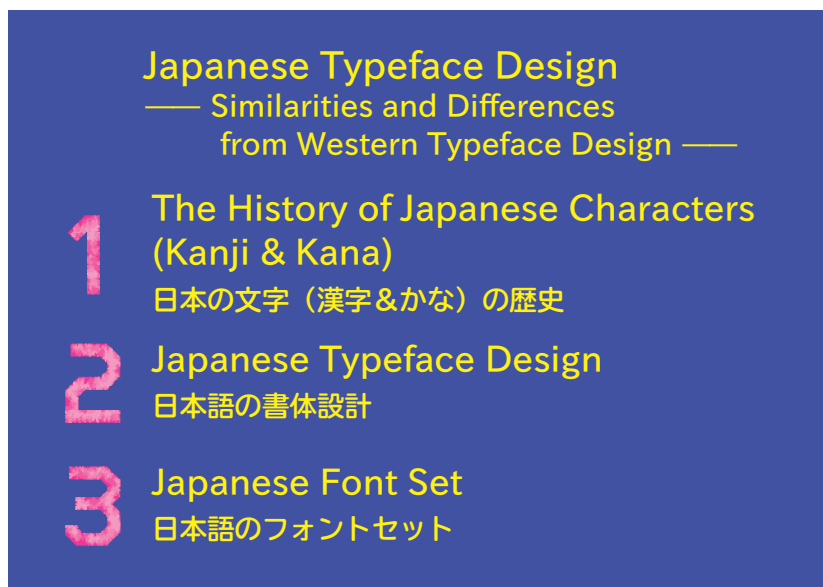 Japanese Typeface Design
—— Similarities and Differences
from Western Typeface Design ——
1
The History of Japanese Characters
(Kanji & Kana)
日本の文字（漢字＆かな）の歴史
2
Japanese Typeface Design
日本語の書体設計
3
Japanese Font Set
日本語のフォントセット